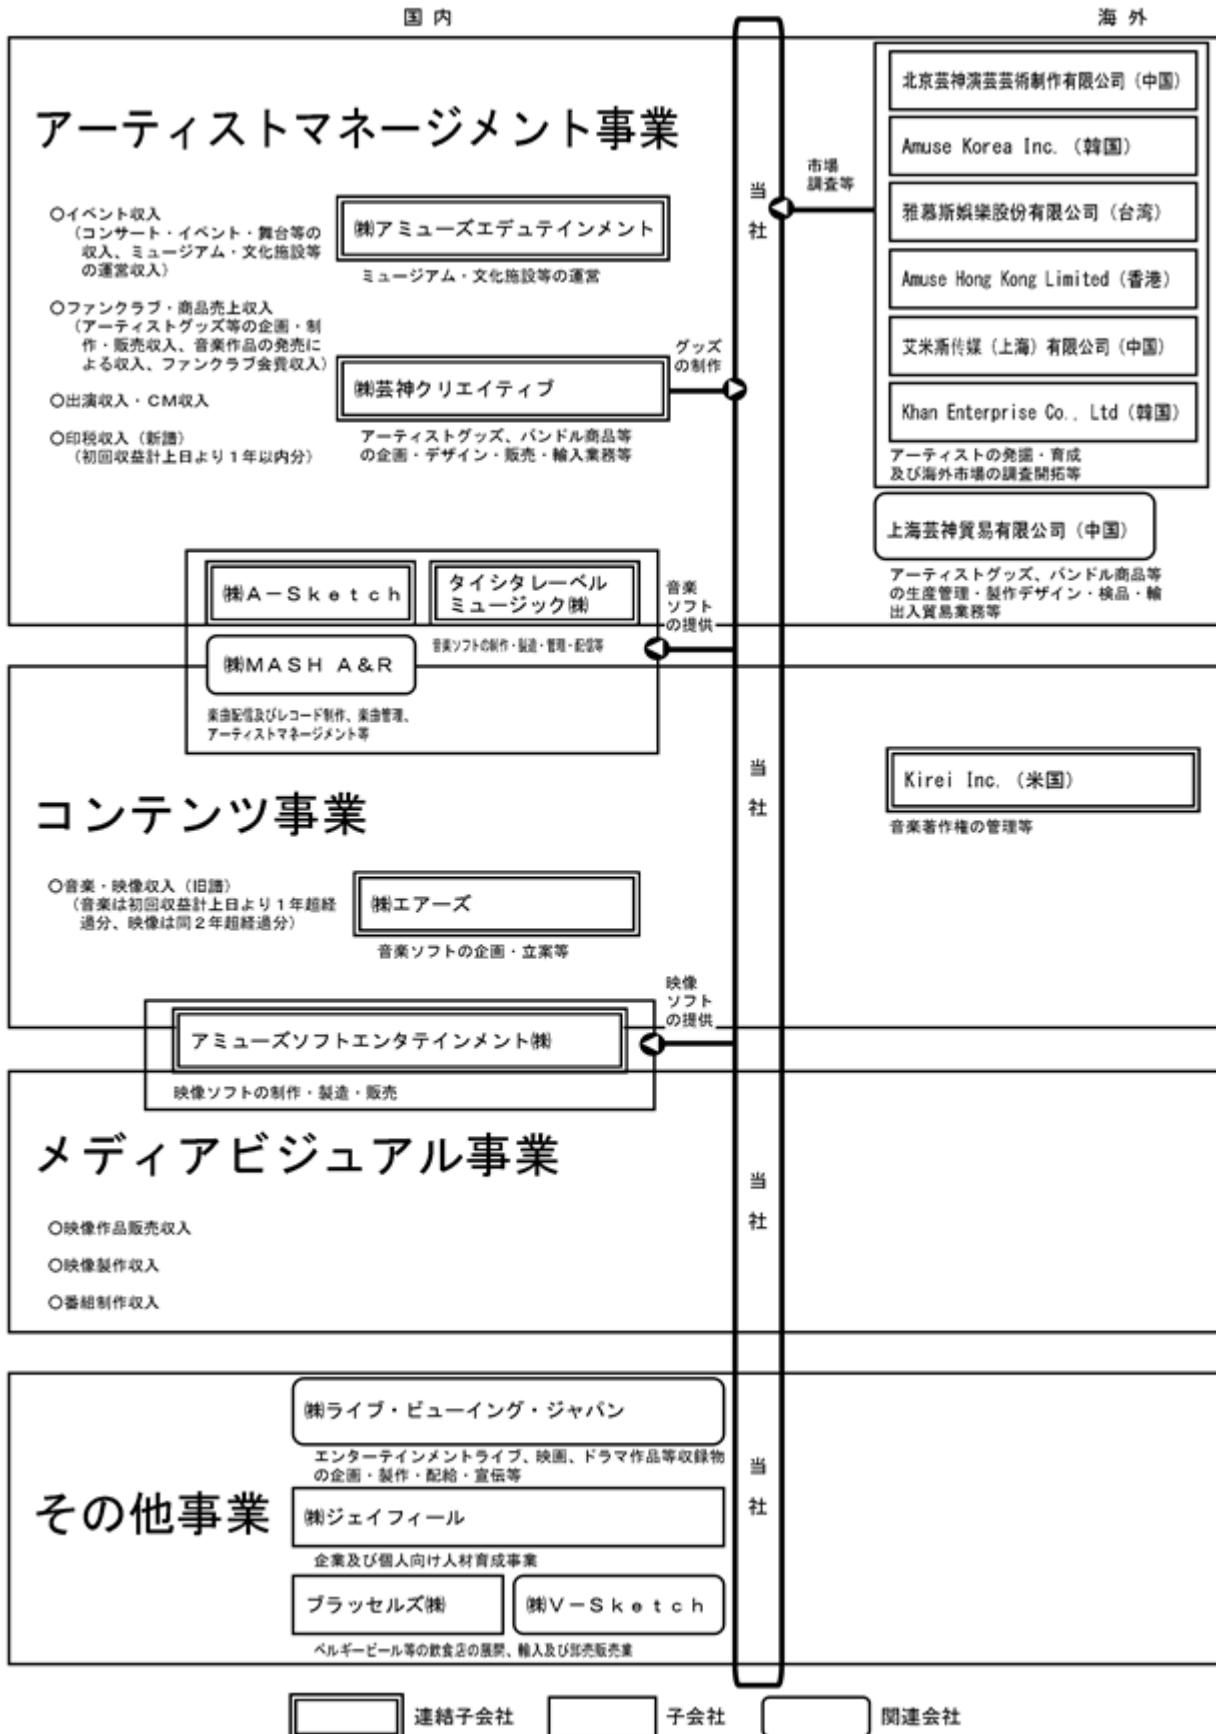 国内
海外
アーティストマネージメント事業
○イベント収入
（コンサート・イベント・舞台等の
収入、ミュージアム・文化施設等
の運営収入）
○ファンクラブ・商品売上収入
（アーティストグッズ等の企画・制
作・販売収入、音楽作品の発売に
よる収入、ファンクラブ会費収入）
○出演収入・ＣＭ収入
○印税収入（新譜）
（初回収益計上日より１年以内分）
㈱アミューズエデュテインメント
ミュージアム・文化施設等の運営
㈱芸神クリエイティブ
アーティストグッズ、バンドル商品等
の企画・デザイン・販売・輸入業務等
グッズ
の制作
当
社
市場
調査等
北京芸神演芸芸術制作有限公司（中国）
Amuse Korea Inc.（韓国）
雅慕斯娯樂股份有限公司（台湾）
Amuse Hong Kong Limited（香港）
艾米斯传媒（上海）有限公司（中国）
Khan Enterprise Co., Ltd（韓国）
アーティストの発掘・育成
及び海外市場の調査開拓等
上海芸神貿易有限公司（中国）
アーティストグッズ、バンドル商品等
の生産管理・製作デザイン・検品・輸
出入貿易業務等
㈱Ａ－Ｓｋｅｔｃｈ
タイシタレーベル
ミュージック㈱
音楽ソフトの制作・製造・管理・配信等
㈱ＭＡＳＨ Ａ＆Ｒ
楽曲配信及びレコード制作、楽曲管理、
アーティストマネージメント等
音楽
ソフト
の提供
コンテンツ事業
○音楽・映像収入（旧譜）
（音楽は初回収益計上日より１年超経
過分、映像は同２年超経過分）
㈱エアーズ
音楽ソフトの企画・立案等
当
社
Kirei Inc.（米国）
音楽著作権の管理等
映像
ソフト
の提供
アミューズソフトエンタテインメント㈱
映像ソフトの制作・製造・販売
メディアビジュアル事業
○映像作品販売収入
○映像製作収入
○番組制作収入
当
社
その他事業
㈱ライブ・ビューイング・ジャパン
エンターテインメントライブ、映画、ドラマ作品等収録物
の企画・製作・配給・宣伝等
㈱ジェイフィール
企業及び個人向け人材育成事業
ブラッセルズ㈱
㈱Ｖ－Ｓｋｅｔｃｈ
ベルギービール等の飲食店の展開、輸入及び卸売販売業
当
社
連結子会社
子会社
関連会社